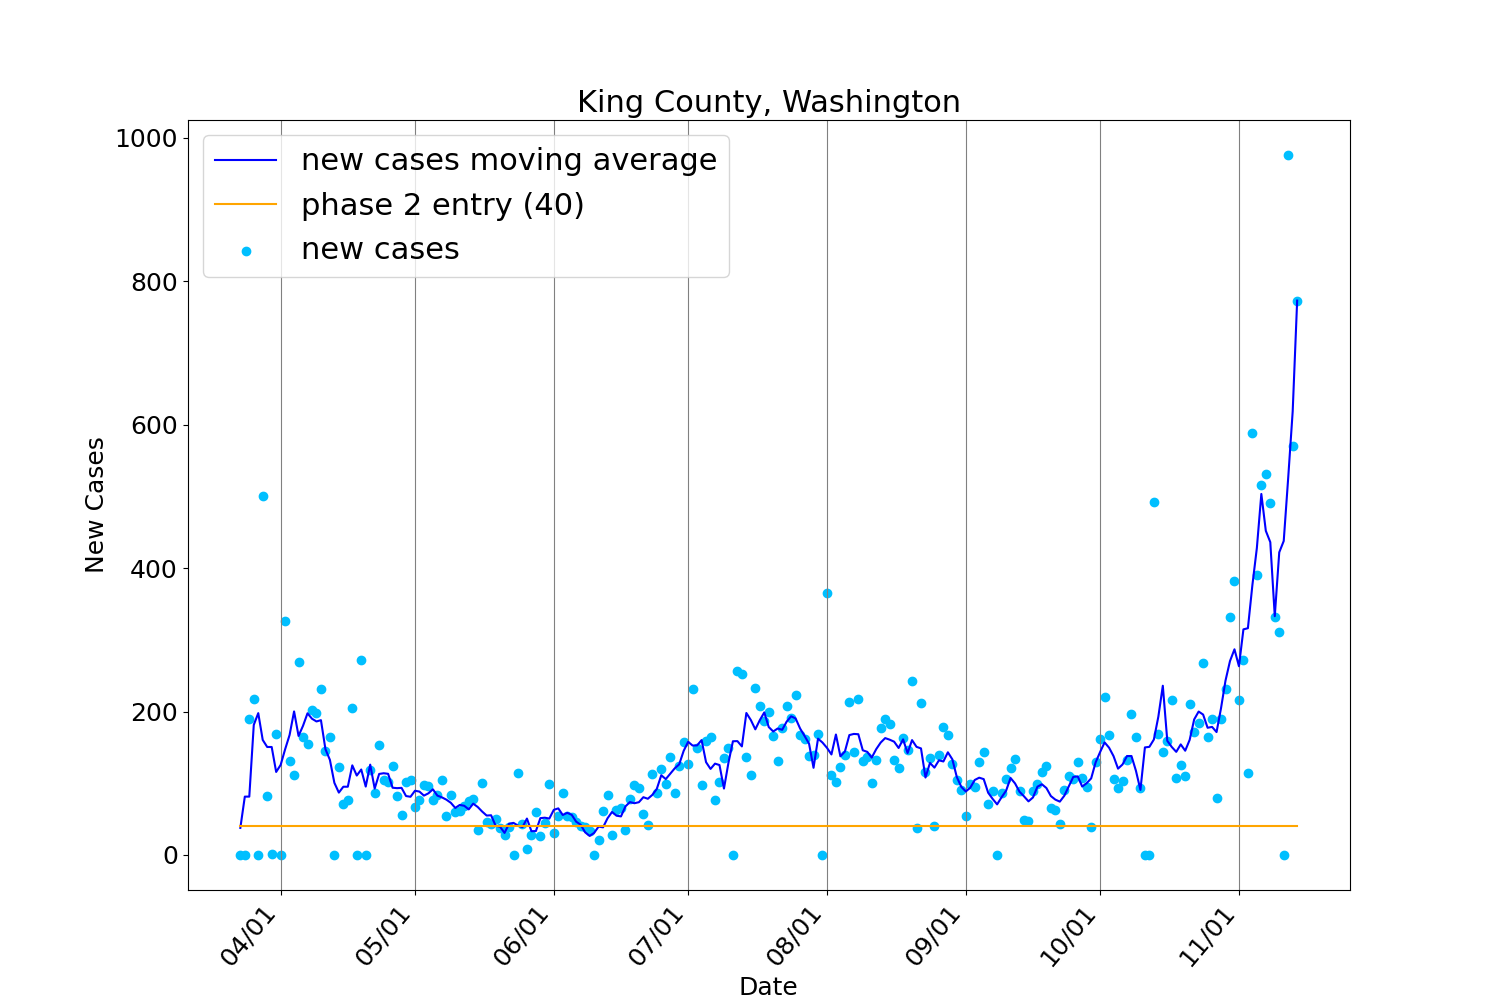 King County, Washington
new cases moving average
phase 2 entry (40)
new cases
1000
800
600
400
200
0
New Cases
04/01
05/01
06/01
07/01
08/01
09/01
10/01
11/01
Date